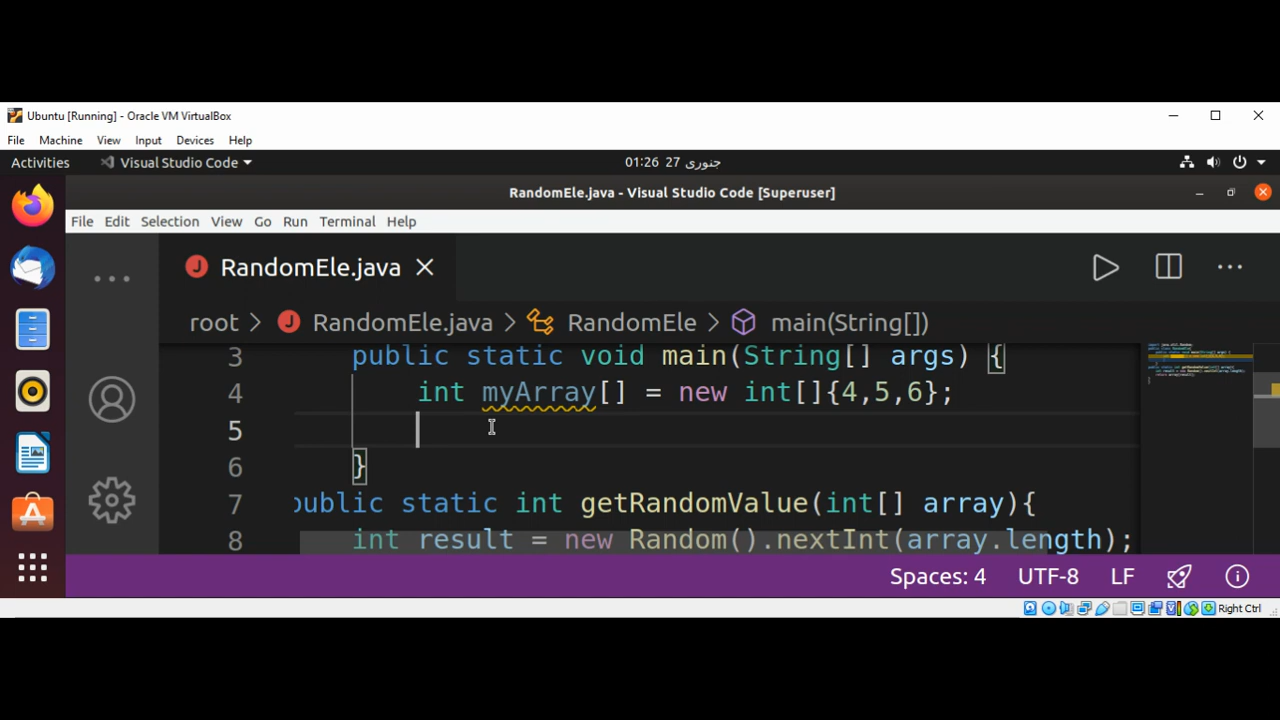 Ubuntu [Running] - Oracle VM VirtualBox
File Machine View Input Devices Help
Activities Visual Studio Code 01:26 27 جنوری
RandomEle.java - Visual Studio Code [Superuser]
File Edit Selection View Go Run Terminal Help
RandomEle.java
root > RandomEle.java > RandomEle > main(String[])
3 public static void main(String[] args) {
4 int myArray[] = new int[]{4,5,6};
5
6 }
7 public static int getRandomValue(int[] array){
8 int result = new Random().nextInt(array.length);
Spaces: 4 UTF-8 LF
Right Ctrl